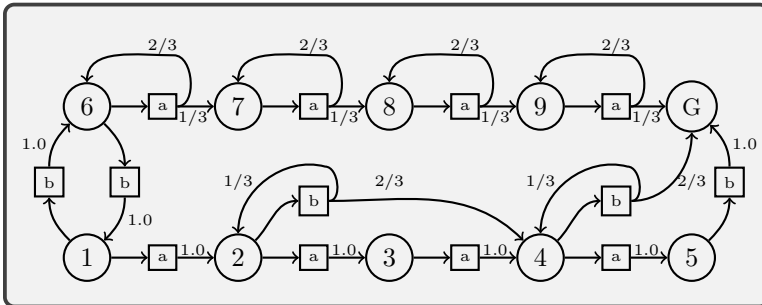 2/3 2/3 2/3 2/3
6 a 7 a 8 a 9 a G
1/3 1/3 1/3 1/3
1.0 1.0
b b 1/3 b 2/3 1/3 b 2/3 b
1.0
1 a 1.0 2 a 1.0 3 a 1.0 4 a 1.0 5